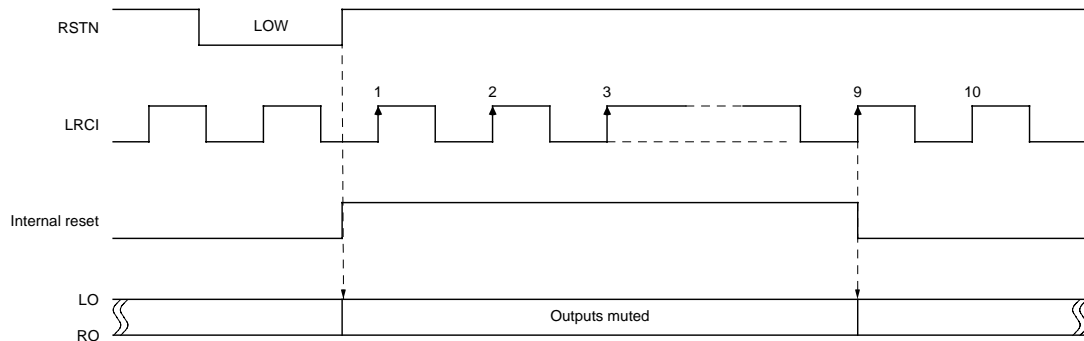 RSTN
LOW
1
2
3
9
10
LRCI
Internal reset
LO
Outputs muted
RO